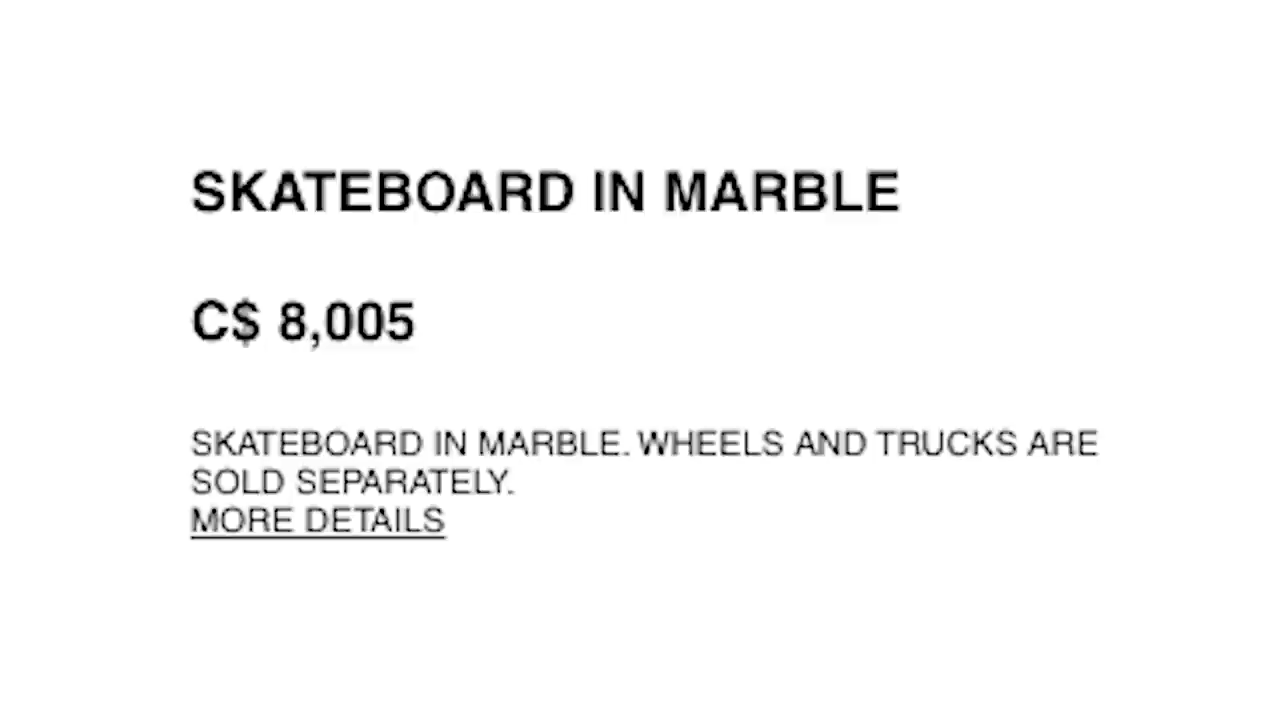 SKATEBOARD IN MARBLE
C$ 8,005
SKATEBOARD IN MARBLE. WHEELS AND TRUCKS ARE
SOLD SEPARATELY.
MORE DETAILS